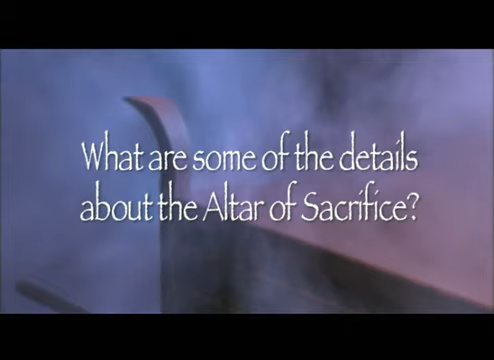 What are some of the details
about the Altar of Sacrifice?